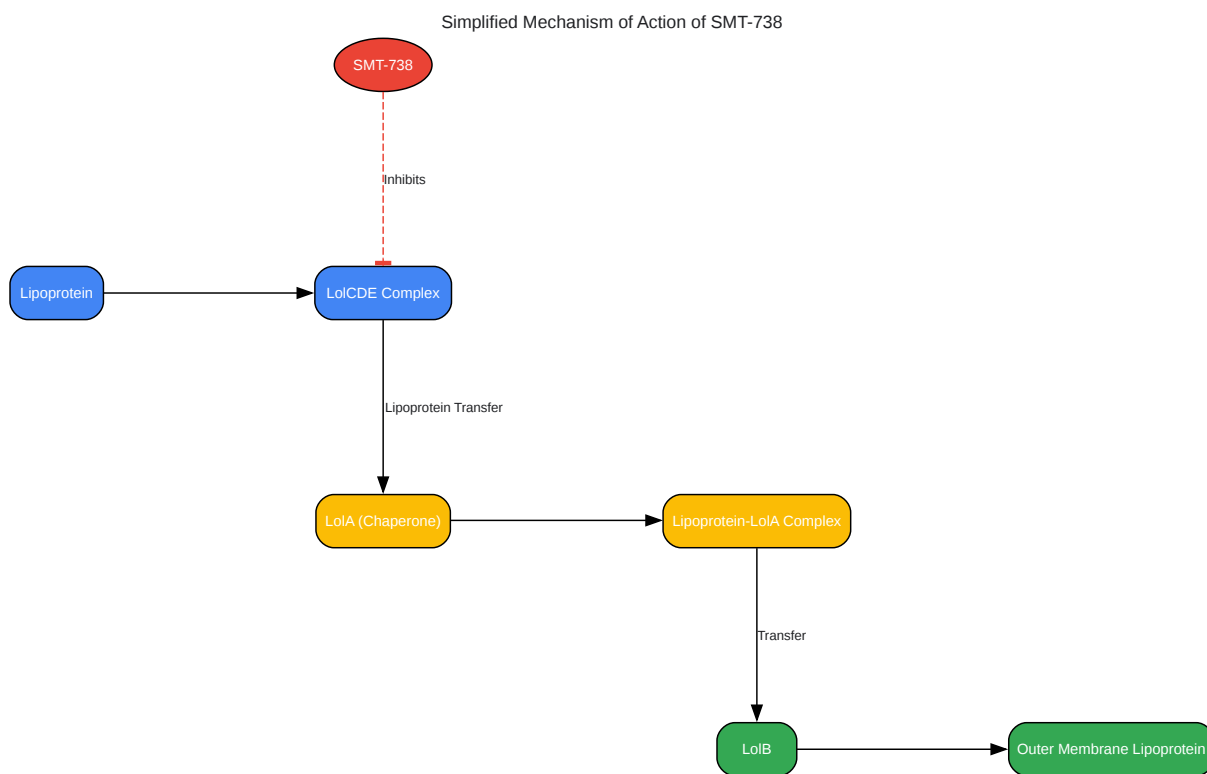 Simplified Mechanism of Action of SMT-738
SMT-738
Inhibits
Lipoprotein
LolCDE Complex
Lipoprotein Transfer
LolA (Chaperone)
Lipoprotein-LolA Complex
Transfer
LolB
Outer Membrane Lipoprotein